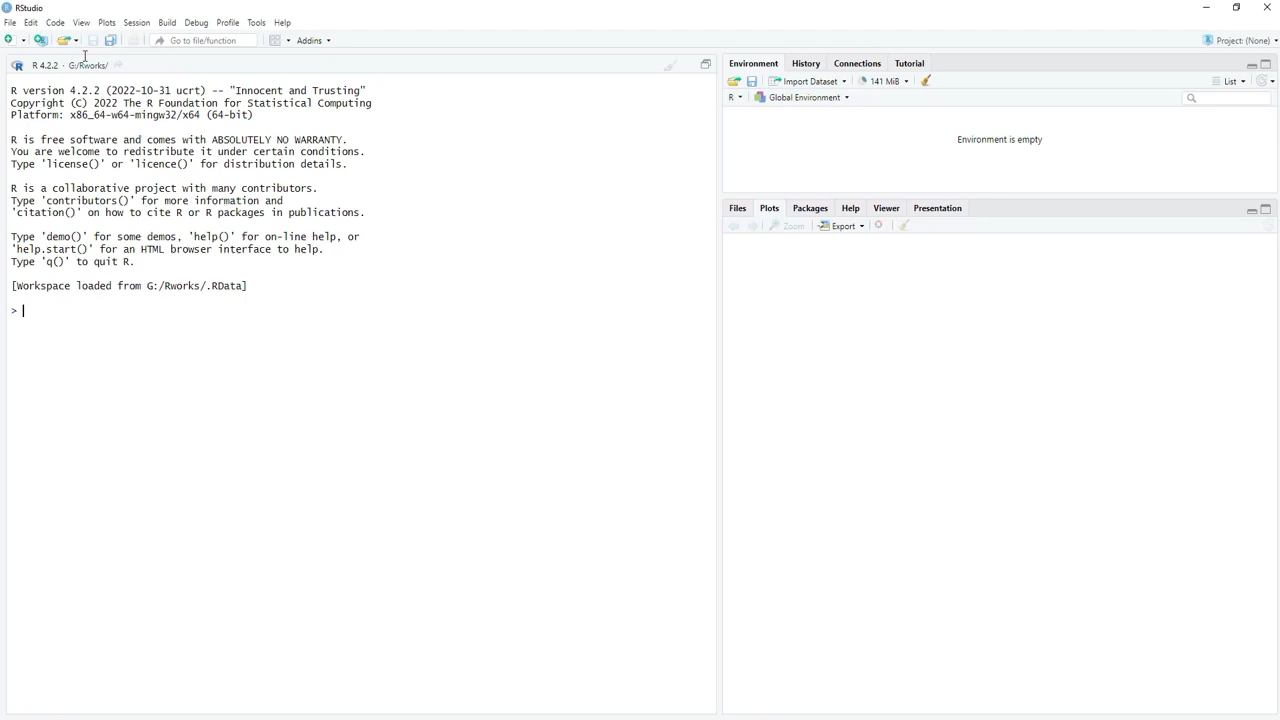 RStudio
File Edit Code View Plots Session Build Debug Profile Tools Help
Go to file/function Addins Project: (None)
R 4.2.2 · G:/Rworks/
R version 4.2.2 (2022-10-31 ucrt) -- "Innocent and Trusting"
Copyright (C) 2022 The R Foundation for Statistical Computing
Platform: x86_64-w64-mingw32/x64 (64-bit)
R is free software and comes with ABSOLUTELY NO WARRANTY.
You are welcome to redistribute it under certain conditions.
Type 'license()' or 'licence()' for distribution details.
R is a collaborative project with many contributors.
Type 'contributors()' for more information and
'citation()' on how to cite R or R packages in publications.
Type 'demo()' for some demos, 'help()' for on-line help, or
'help.start()' for an HTML browser interface to help.
Type 'q()' to quit R.
[Workspace loaded from G:/Rworks/.RData]
>
Environment History Connections Tutorial
Import Dataset 141 MiB List
R Global Environment
Environment is empty
Files Plots Packages Help Viewer Presentation
Zoom Export